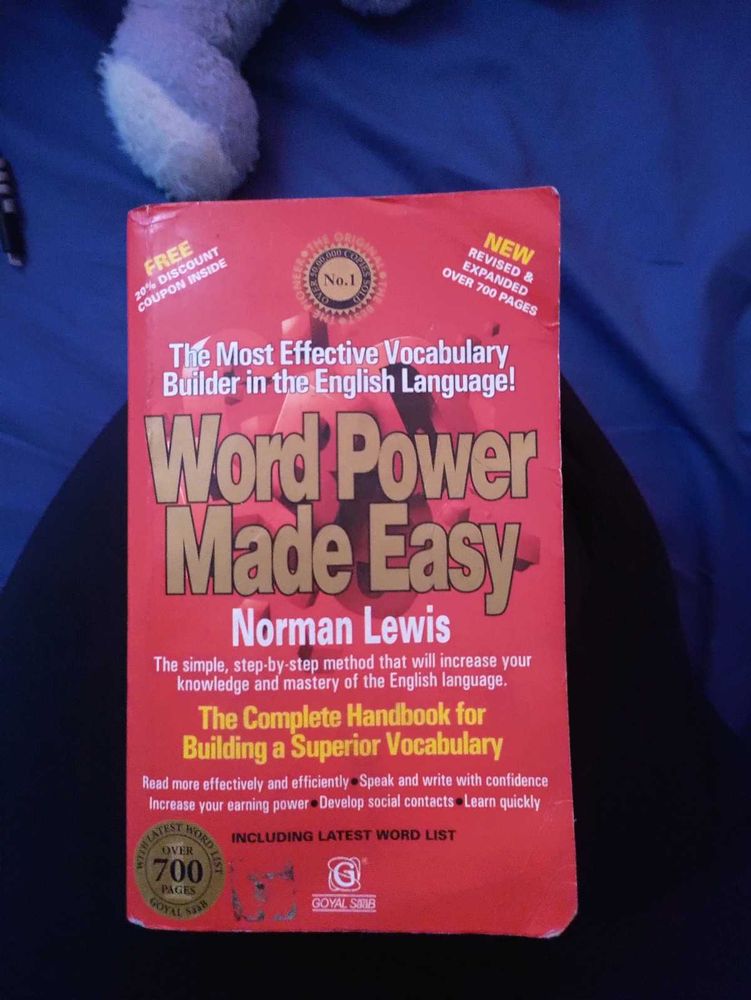 FREE
20% DISCOUNT
COUPON INSIDE
THE ORIGINAL
No.1
NEW
REVISED &
EXPANDED
OVER 700 PAGES
The Most Effective Vocabulary
Builder in the English Language!
Word Power
Made Easy
Norman Lewis
The simple, step-by-step method that will increase your
knowledge and mastery of the English language.
The Complete Handbook for
Building a Superior Vocabulary
Read more effectively and efficiently•Speak and write with confidence
Increase your earning power•Develop social contacts•Learn quickly
WITH LATEST WORD LIST
OVER
700
PAGES
GOYAL SaaB
INCLUDING LATEST WORD LIST
G®
GOYAL SaaB